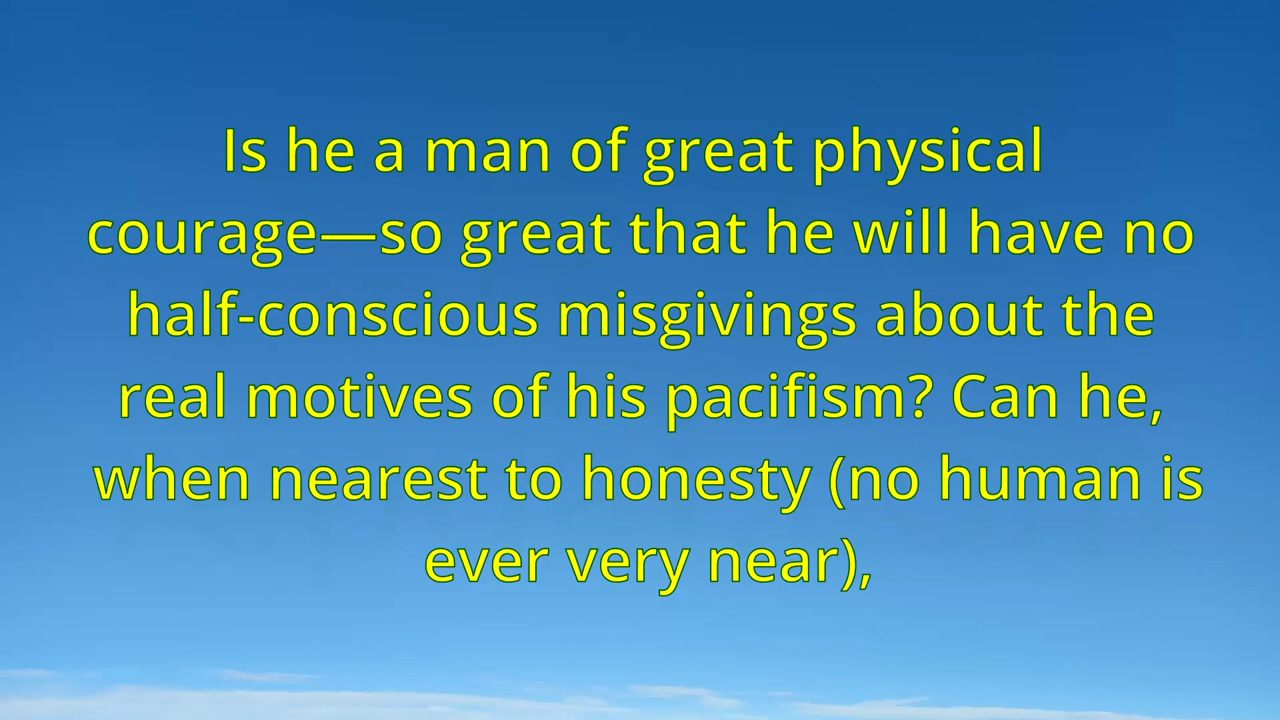 Is he a man of great physical
courage—so great that he will have no
half-conscious misgivings about the
real motives of his pacifism? Can he,
when nearest to honesty (no human is
ever very near),